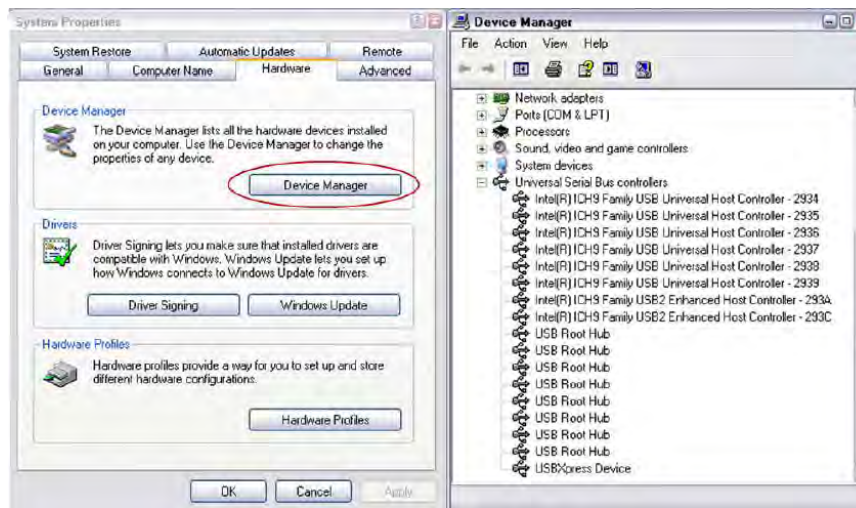 System Properties
System Restore Automatic Updates Remote
General Computer Name Hardware Advanced
Device Manager
The Device Manager lists all the hardware devices installed
on your computer. Use the Device Manager to change the
properties of any device.
Device Manager
Drivers
Driver Signing lets you make sure that installed drivers are
compatible with Windows. Windows Update lets you set up
how Windows connects to Windows Update for drivers.
Driver Signing Windows Update
Hardware Profiles
Hardware profiles provide a way for you to set up and store
different hardware configurations.
Hardware Profiles
OK Cancel Apply
Device Manager
File Action View Help
Network adapters
Ports (COM & LPT)
Processors
Sound, video and game controllers
System devices
Universal Serial Bus controllers
Intel(R) ICH9 Family USB Universal Host Controller - 2934
Intel(R) ICH9 Family USB Universal Host Controller - 2935
Intel(R) ICH9 Family USB Universal Host Controller - 2936
Intel(R) ICH9 Family USB Universal Host Controller - 2937
Intel(R) ICH9 Family USB Universal Host Controller - 2938
Intel(R) ICH9 Family USB Universal Host Controller - 2939
Intel(R) ICH9 Family USB2 Enhanced Host Controller - 293A
Intel(R) ICH9 Family USB2 Enhanced Host Controller - 293C
USB Root Hub
USB Root Hub
USB Root Hub
USB Root Hub
USB Root Hub
USB Root Hub
USB Root Hub
USB Root Hub
USBXpress Device